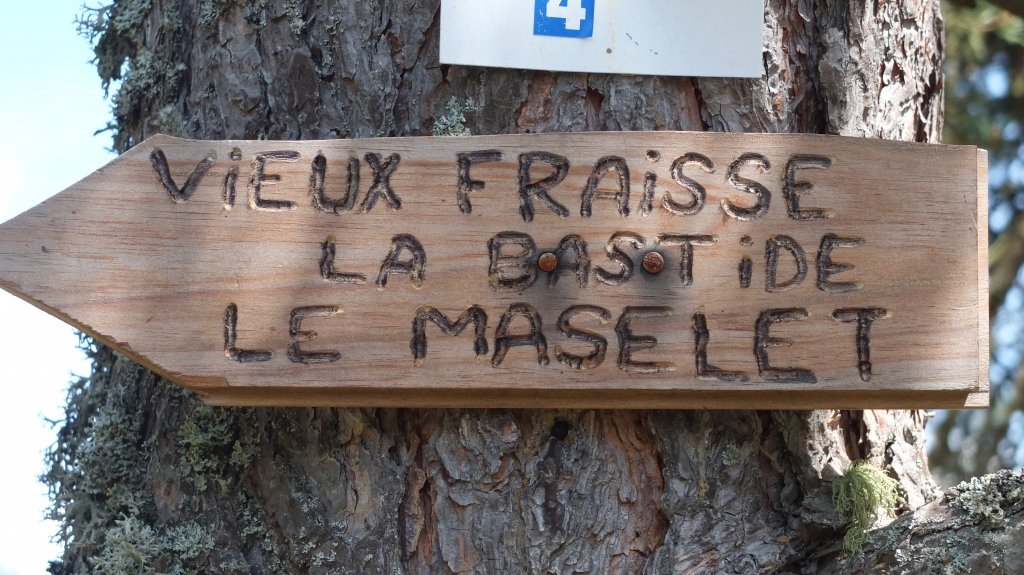 4
ViEUX FRAiSSE
LA BASTiDE
LE MASELET